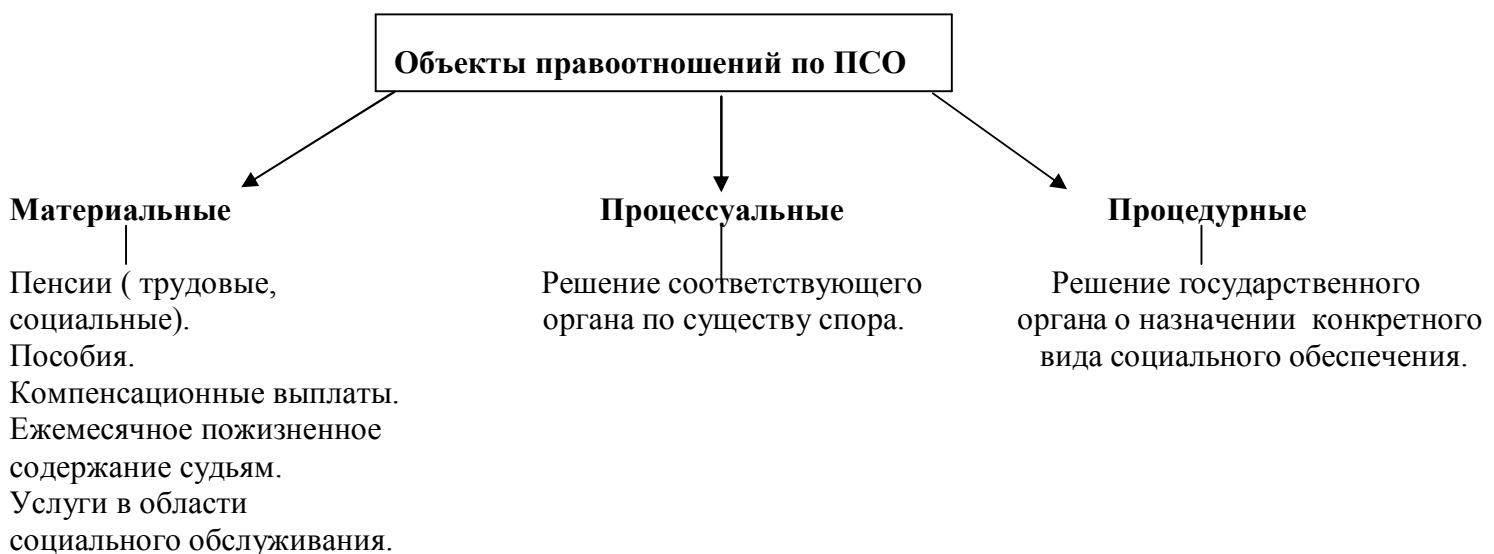 Объекты правоотношений по ПСО
Материальные
Пенсии ( трудовые,
социальные).
Пособия.
Компенсационные выплаты.
Ежемесячное пожизненное
содержание судьям.
Услуги в области
социального обслуживания.
Процессуальные
Решение соответствующего
органа по существу спора.
Процедурные
Решение государственного
органа о назначении конкретного
вида социального обеспечения.